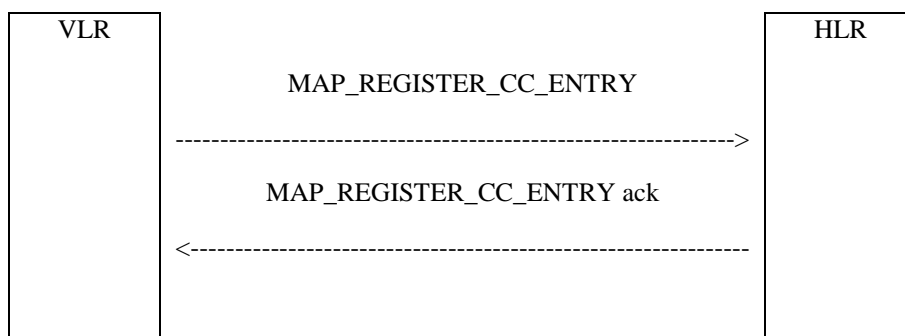 VLR
HLR
MAP_REGISTER_CC_ENTRY
MAP_REGISTER_CC_ENTRY ack